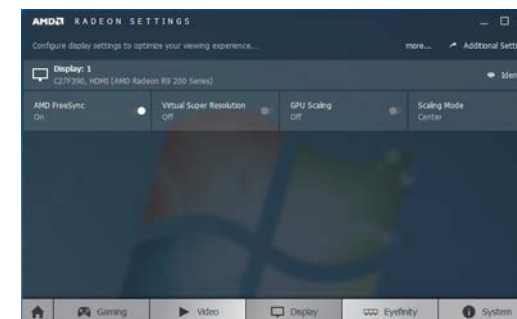 AMD RADEON SETTINGS
Configure display settings to optimize your viewing experience...
more...
Additional Setti
Display: 1
C27F390, HDMI [AMD Radeon R9 200 Series]
Iden
AMD FreeSync
On
Virtual Super Resolution
Off
GPU Scaling
Off
Scaling Mode
Center
Gaming
Video
Display
Eyefinity
System